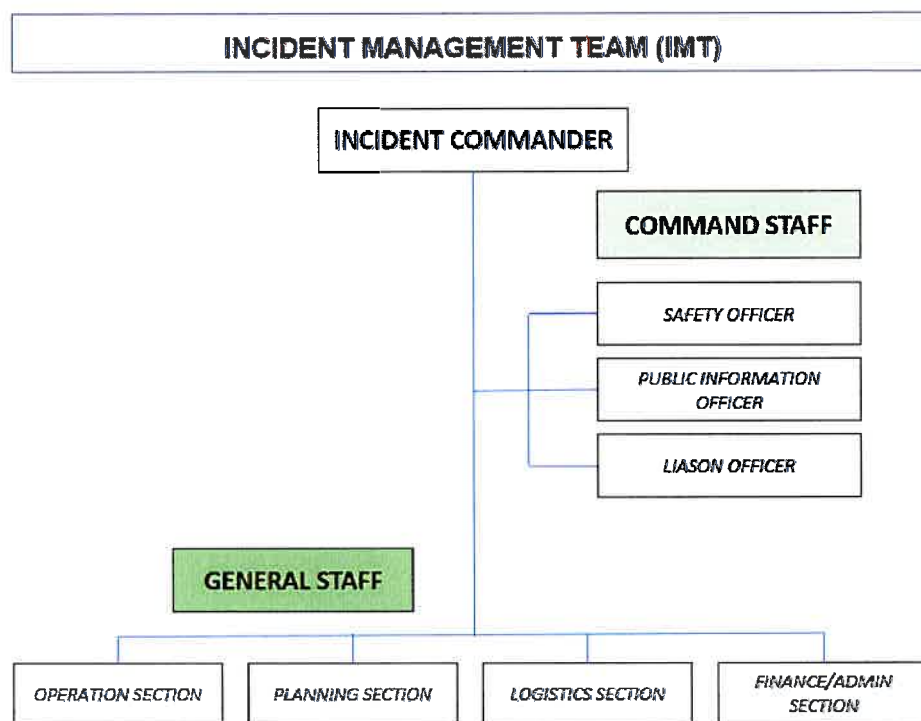 INCIDENT MANAGEMENT TEAM (IMT)
INCIDENT COMMANDER
COMMAND STAFF
SAFETY OFFICER
PUBLIC INFORMATION
OFFICER
LIASON OFFICER
GENERAL STAFF
OPERATION SECTION
PLANNING SECTION
LOGISTICS SECTION
FINANCE/ADMIN
SECTION